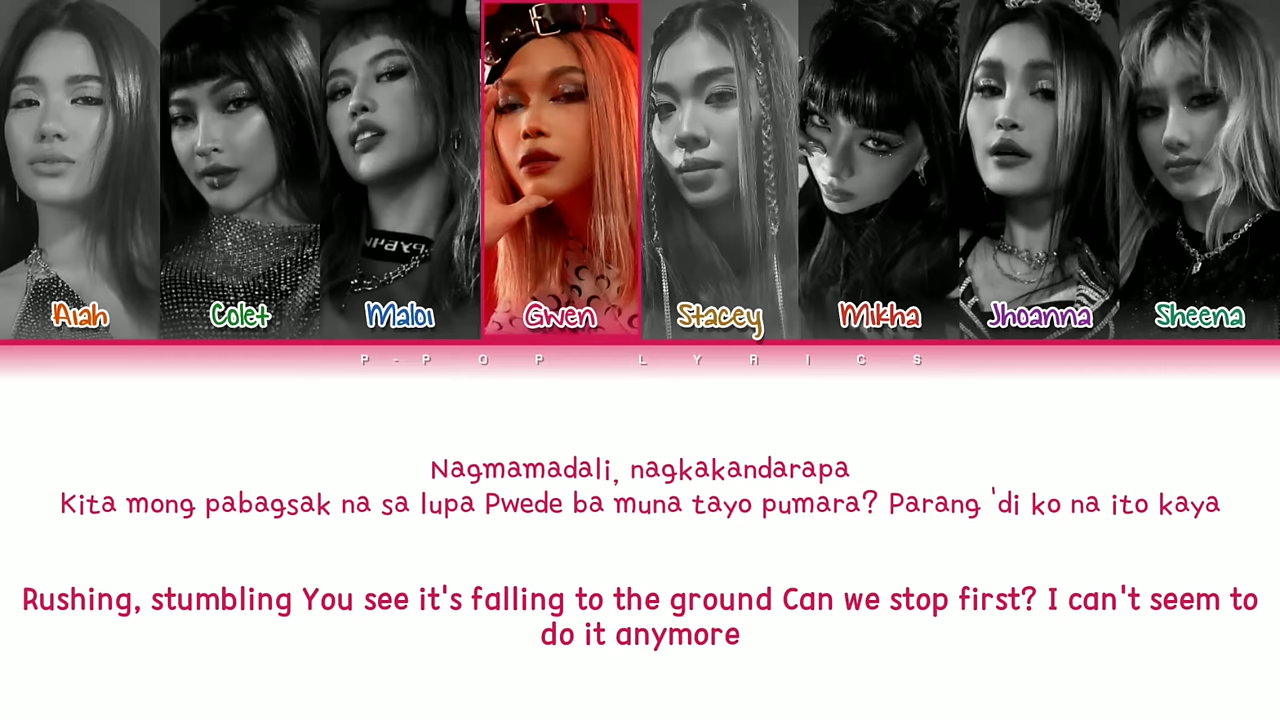 Aiah
Colet
Maloi
Gwen
Stacey
Mikha
Jhoanna
Sheena
P-POP LYRICS
Nagmamadali, nagkakandarapa
Kita mong pabagsak na sa lupa Pwede ba muna tayo pumara? Parang 'di ko na ito kaya
Rushing, stumbling You see it's falling to the ground Can we stop first? I can't seem to
do it anymore